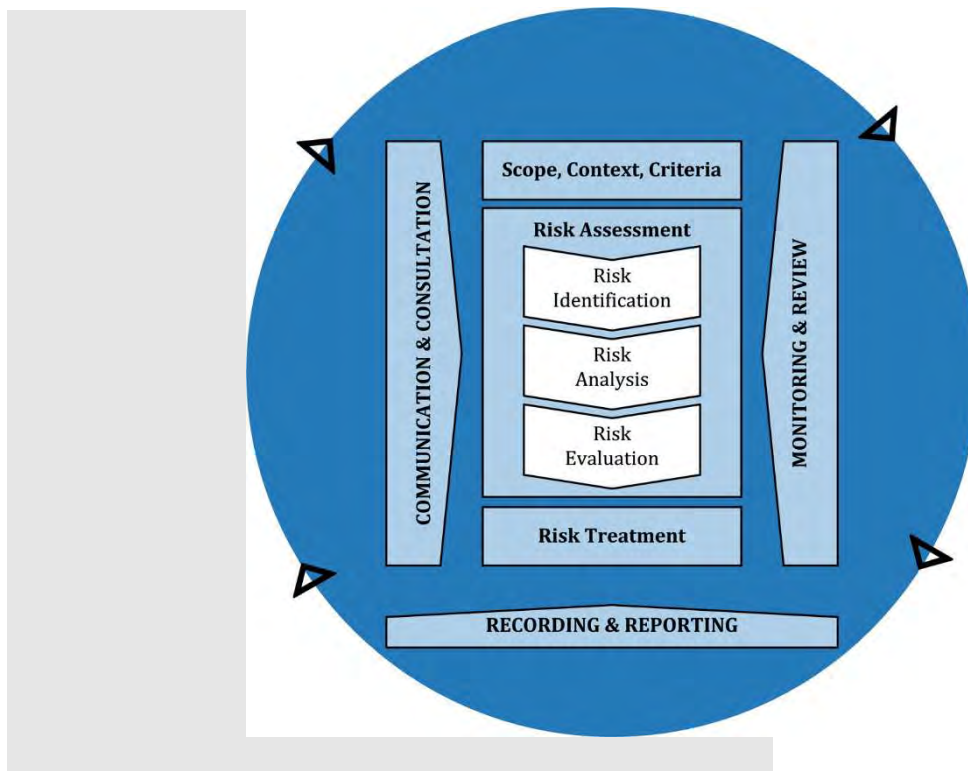 Scope, Context, Criteria
COMMUNICATION & CONSULTATION
Risk Assessment
Risk
Identification
Risk
Analysis
Risk
Evaluation
MONITORING & REVIEW
Risk Treatment
RECORDING & REPORTING